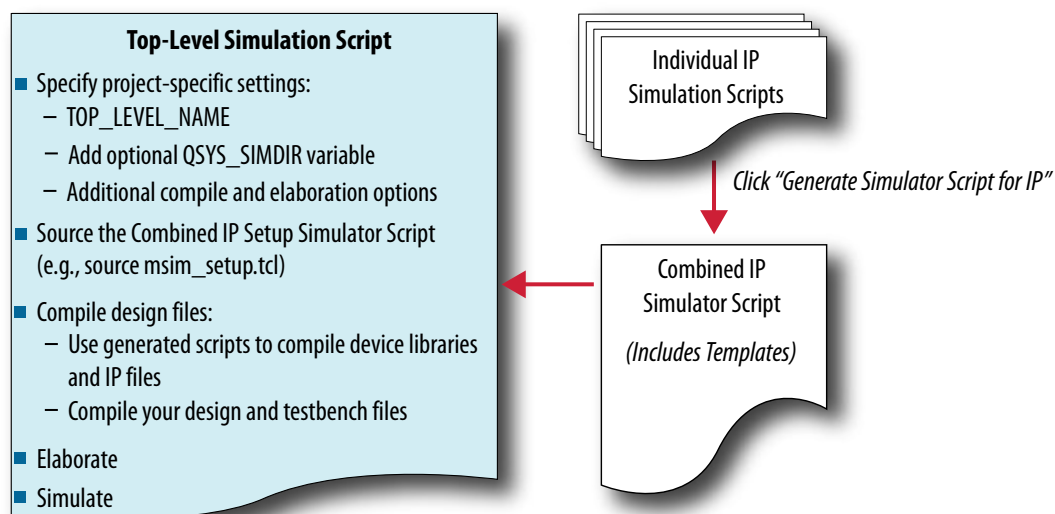 Top-Level Simulation Script
Specify project-specific settings:
– TOP_LEVEL_NAME
– Add optional QSYS_SIMDIR variable
– Additional compile and elaboration options
Source the Combined IP Setup Simulator Script
(e.g., source msim_setup.tcl)
Compile design files:
– Use generated scripts to compile device libraries
and IP files
– Compile your design and testbench files
Elaborate
Simulate
Individual IP
Simulation Scripts
Click “Generate Simulator Script for IP”
Combined IP
Simulator Script
(Includes Templates)